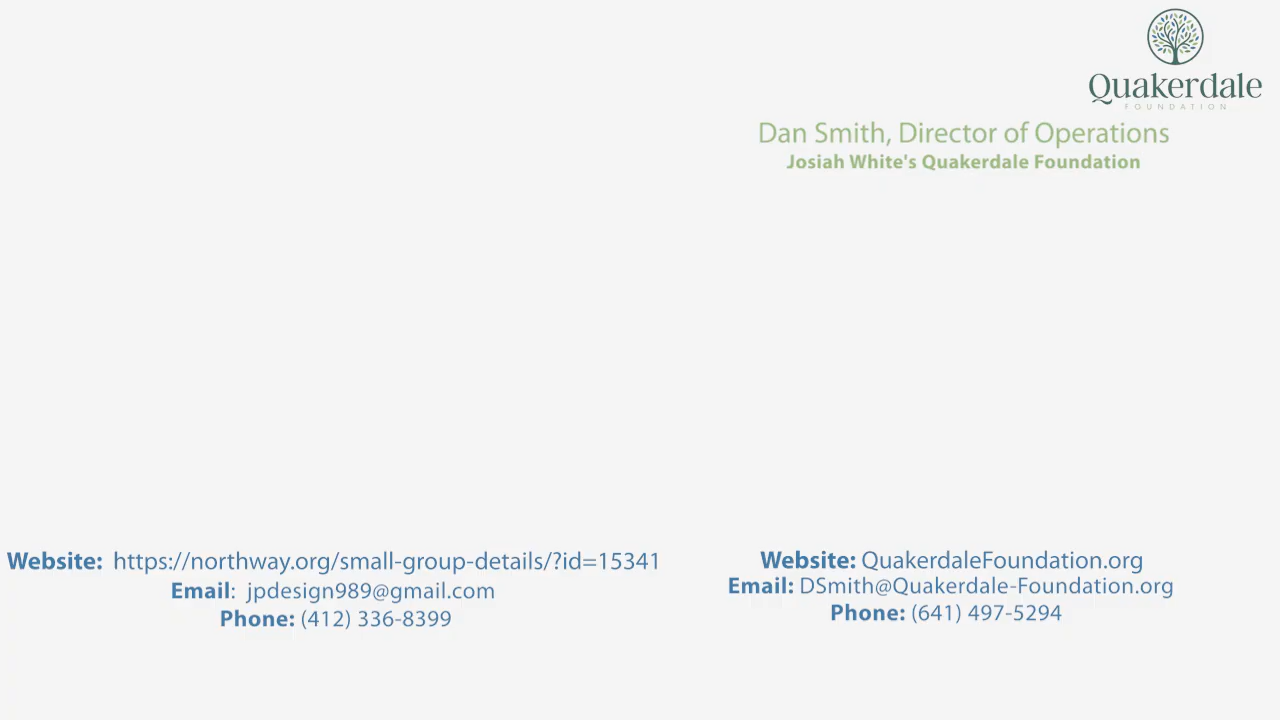 Quakerdale
FOUNDATION
Dan Smith, Director of Operations
Josiah White's Quakerdale Foundation
Website: https://northway.org/small-group-details/?id=15341
Email: jpdesign989@gmail.com
Phone: (412) 336-8399
Website: QuakerdaleFoundation.org
Email: DSmith@Quakerdale-Foundation.org
Phone: (641) 497-5294